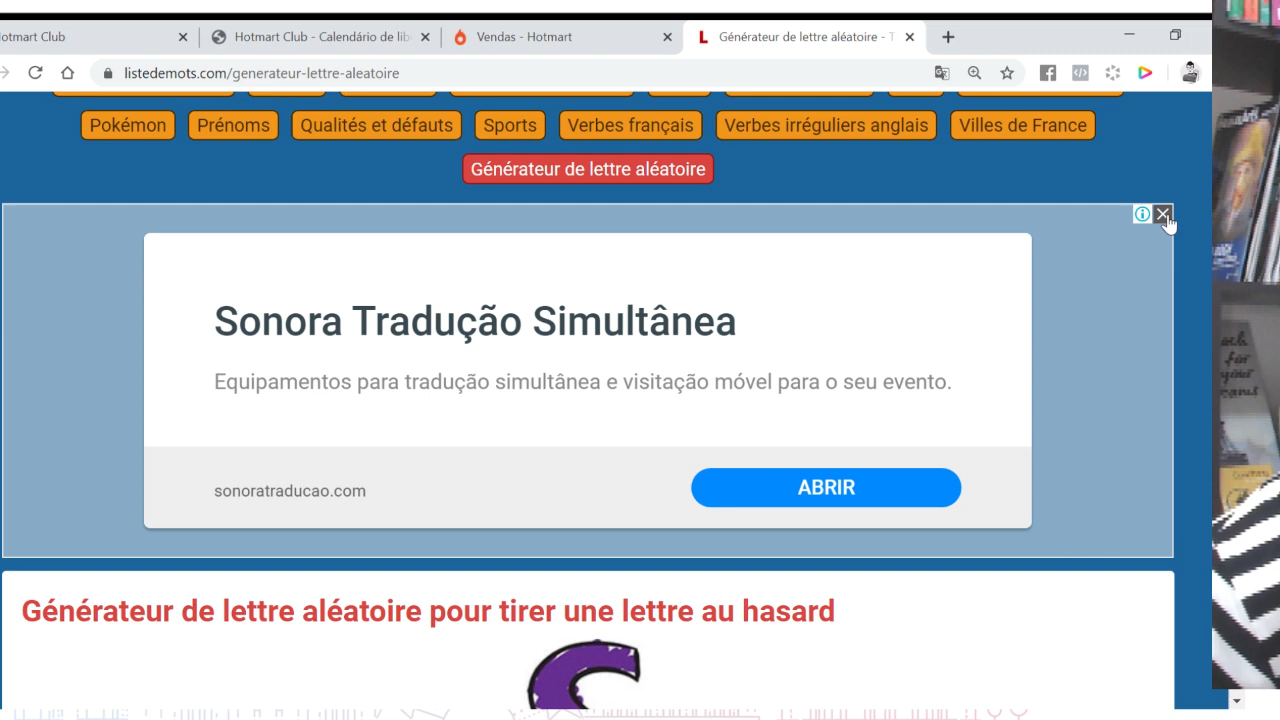 otmart Club
Hotmart Club - Calendário de lib
Vendas - Hotmart
Générateur de lettre aléatoire - T
listedemots.com/generateur-lettre-aleatoire
Pokémon Prénoms Qualités et défauts Sports Verbes français Verbes irréguliers anglais Villes de France
Générateur de lettre aléatoire
Sonora Tradução Simultânea
Equipamentos para tradução simultânea e visitação móvel para o seu evento.
sonoratraducao.com
ABRIR
Générateur de lettre aléatoire pour tirer une lettre au hasard
for
your